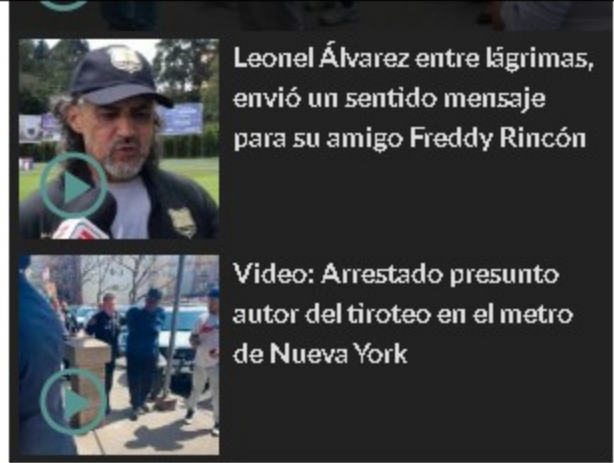 Leonel Álvarez entre lágrimas,
envió un sentido mensaje
para su amigo Freddy Rincón
Video: Arrestado presunto
autor del tiroteo en el metro
de Nueva York